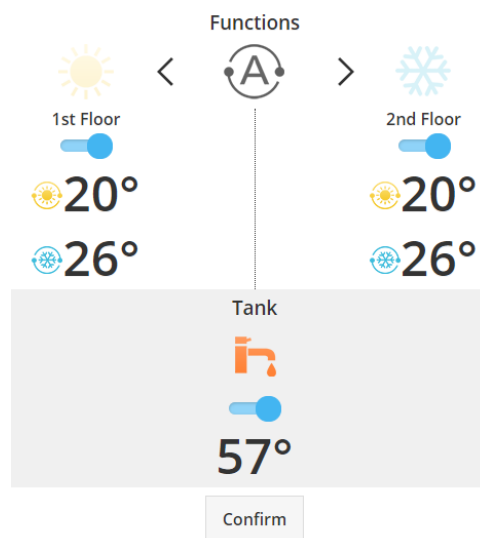 Functions
A
1st Floor 2nd Floor
20° 20°
26° 26°
Tank
57°
Confirm